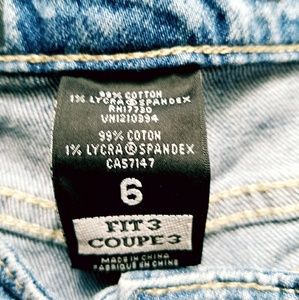 99% COTTON
1% LYCRA® SPANDEX
RN17730
UN1210394
99% COTON
1% LYCRA® SPANDEX
CA57147
6
FIT 3
COUPE 3
MADE IN CHINA
FABRIQUÉ EN CHINE